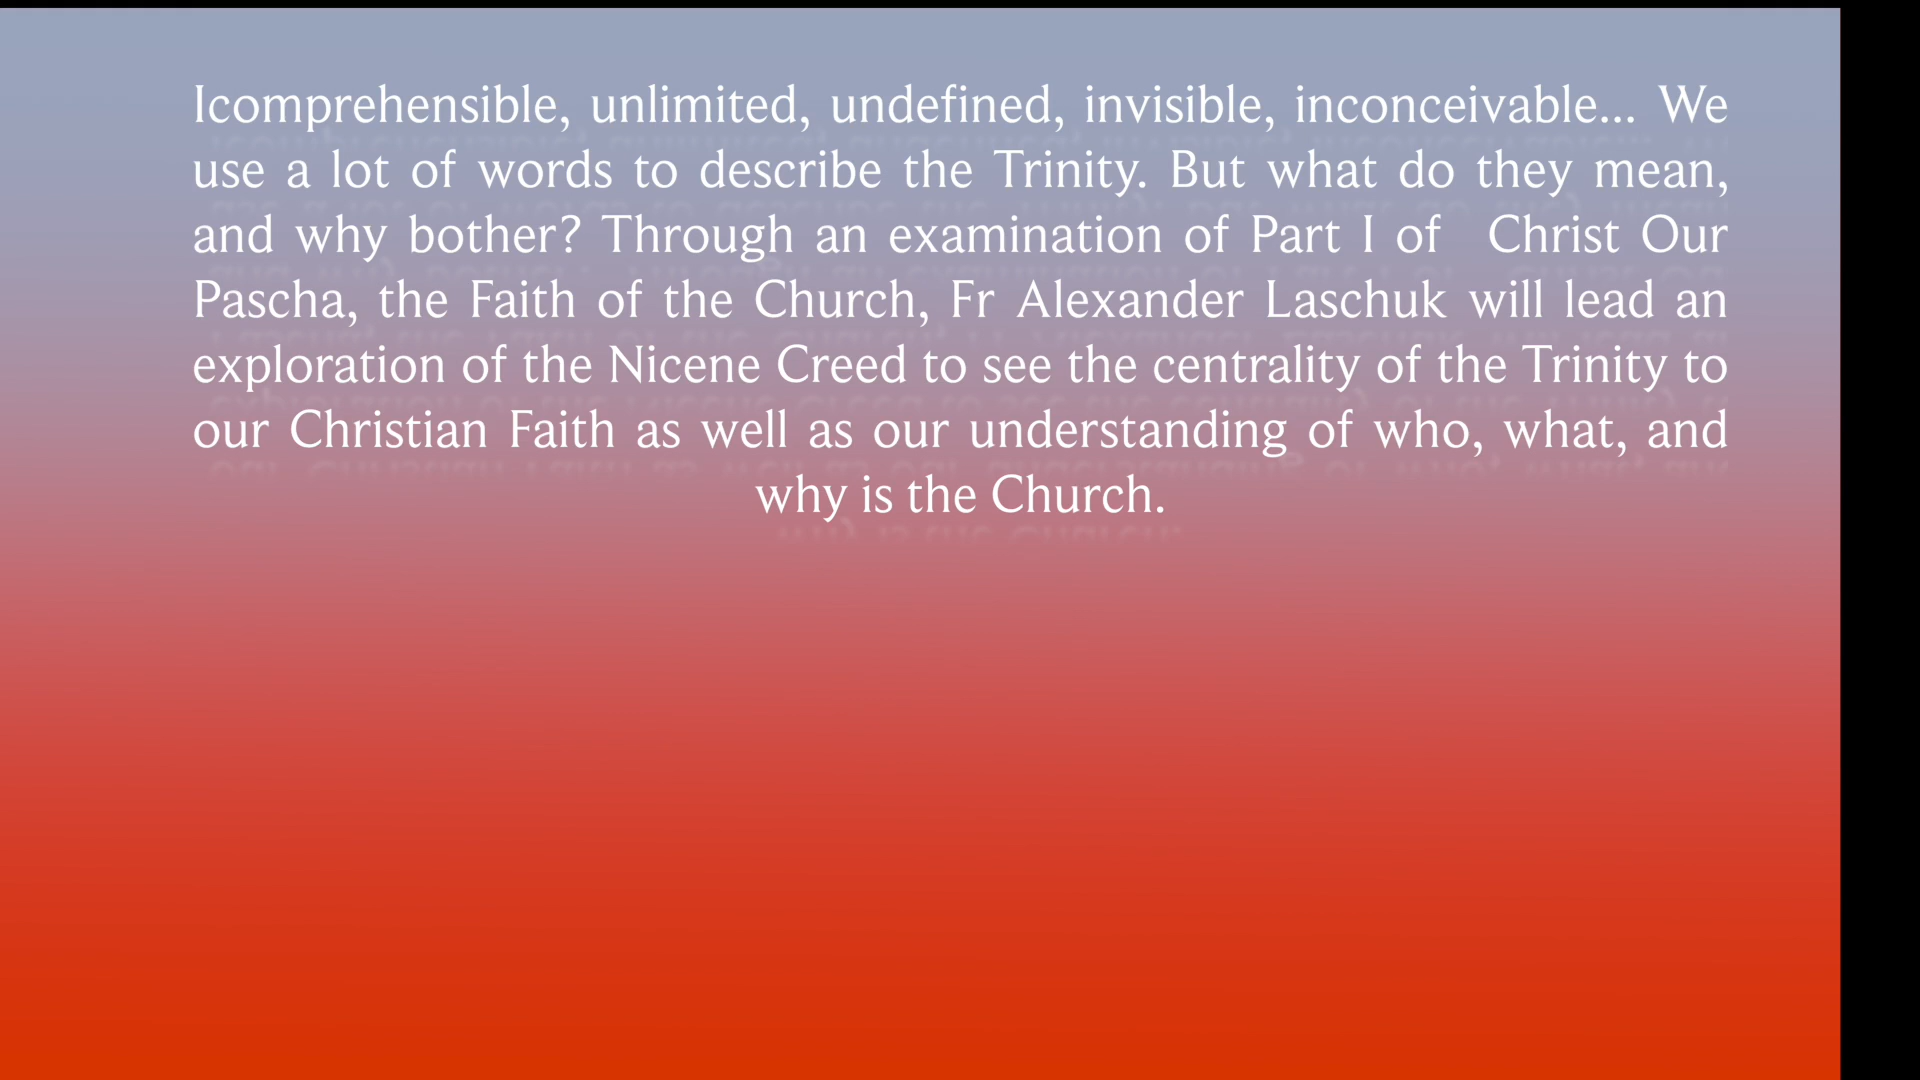 Icomprehensible, unlimited, undefined, invisible, inconceivable... We
use a lot of words to describe the Trinity. But what do they mean,
and why bother? Through an examination of Part I of Christ Our
Pascha, the Faith of the Church, Fr Alexander Laschuk will lead an
exploration of the Nicene Creed to see the centrality of the Trinity to
our Christian Faith as well as our understanding of who, what, and
why is the Church.